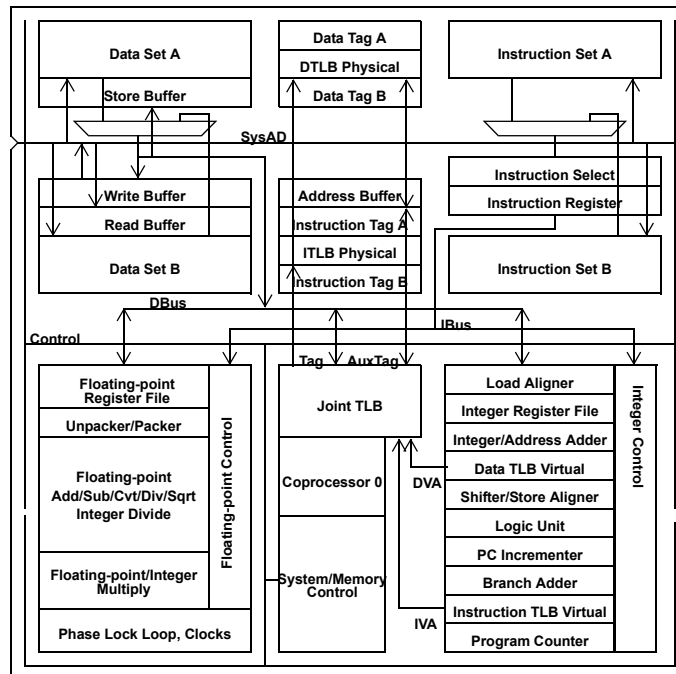 Data Set A
Store Buffer
Data Tag A
DTLB Physical
Data Tag B
Instruction Set A
SysAD
Write Buffer
Read Buffer
Data Set B
Address Buffer
Instruction Tag A
ITLB Physical
Instruction Tag B
Instruction Select
Instruction Register
Instruction Set B
DBus
IBus
Control
Tag
AuxTag
Floating-point
Register File
Unpacker/Packer
Floating-point
Add/Sub/Cvt/Div/Sqrt
Integer Divide
Floating-point/Integer
Multiply
Floating-point Control
Phase Lock Loop, Clocks
Joint TLB
Coprocessor 0
System/Memory
Control
DVA
IVA
Load Aligner
Integer Register File
Integer/Address Adder
Data TLB Virtual
Shifter/Store Aligner
Logic Unit
PC Incrementer
Branch Adder
Instruction TLB Virtual
Program Counter
Integer Control